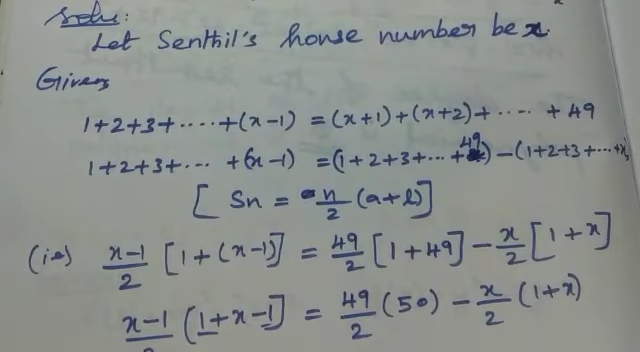 Solu:
Let Senthil's house number be x.
Given
1+2+3+.....+(x-1) = (x+1)+(x+2)+.....+49
1+2+3+... +(x-1) = (1+2+3+...+49)-(1+2+3+...+x)
[Sn = n/2 (a+l)]
(i.e) x-1/2 [1+(x-1)] = 49/2 [1+49] - x/2 [1+x]
x-1/2 (1+x-1] = 49/2 (50) - x/2 (1+x)